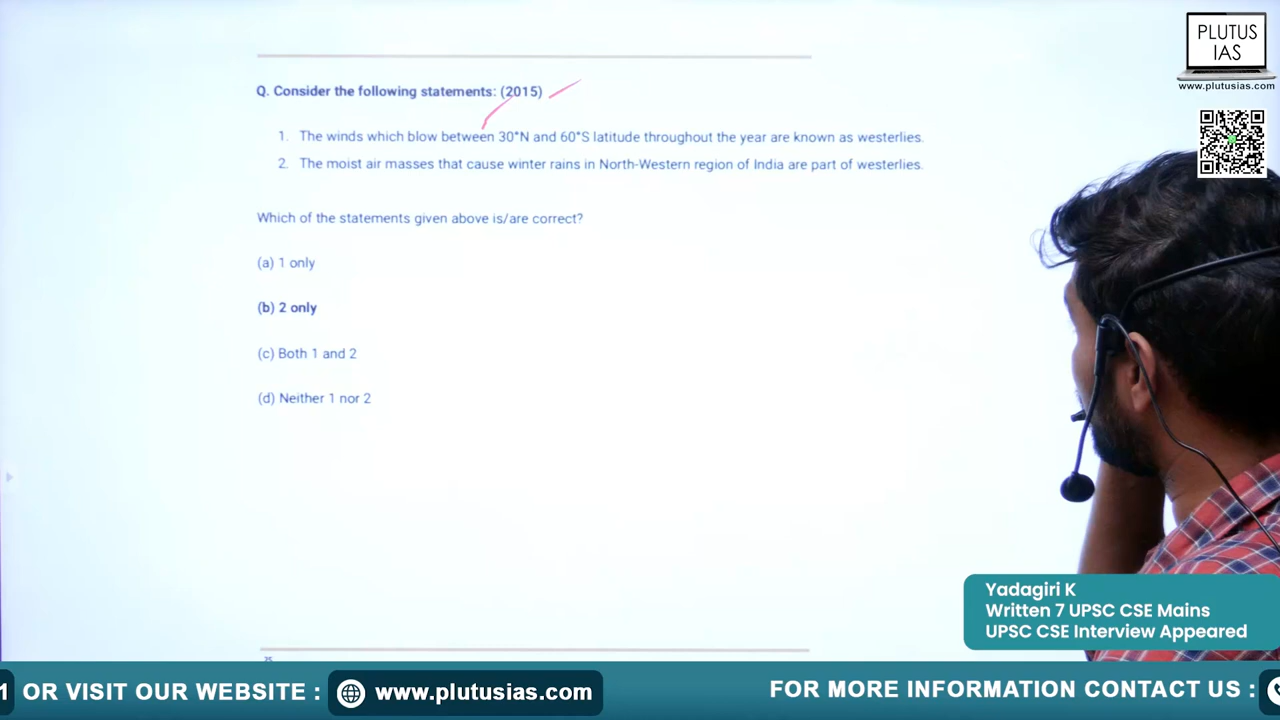 PLUTUS
IAS
www.plutusias.com
Q. Consider the following statements: (2015)
1. The winds which blow between 30°N and 60°S latitude throughout the year are known as westerlies.
2. The moist air masses that cause winter rains in North-Western region of India are part of westerlies.
Which of the statements given above is/are correct?
(a) 1 only
(b) 2 only
(c) Both 1 and 2
(d) Neither 1 nor 2
Yadagiri K
Written 7 UPSC CSE Mains
UPSC CSE Interview Appeared
1 OR VISIT OUR WEBSITE : www.plutusias.com FOR MORE INFORMATION CONTACT US :